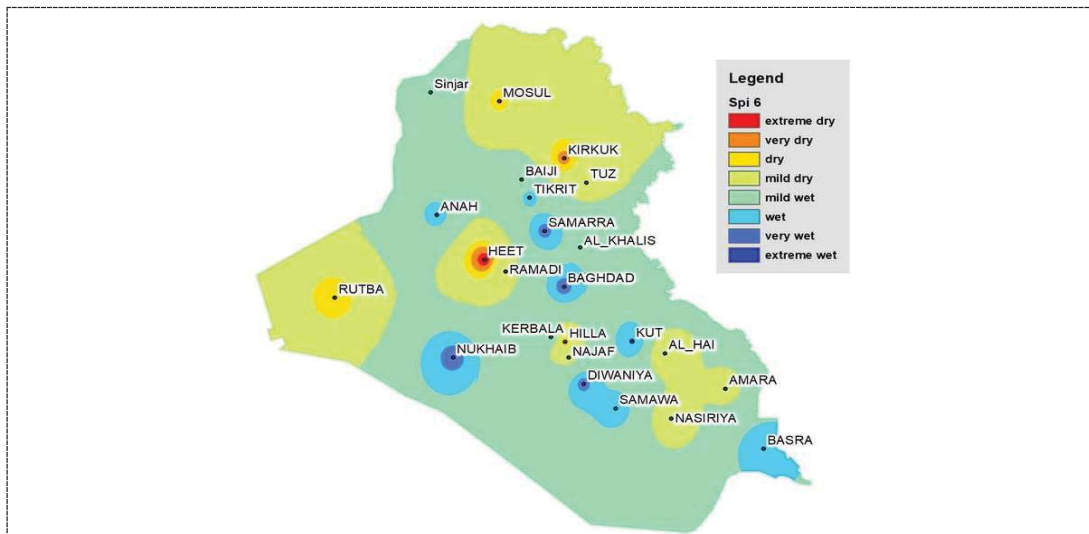 Legend
Spi 6
extreme dry
very dry
dry
mild dry
mild wet
wet
very wet
extreme wet
Sinjar
MOSUL
KIRKUK
BAIJI
TUZ
TIKRIT
ANAH
SAMARRA
AL_KHALIS
HEET
RAMADI
BAGHDAD
RUTBA
KERBALA
HILLA
KUT
NUKHAIB
NAJAF
AL_HAI
DIWANIYA
AMARA
SAMAWA
NASIRIYA
BASRA